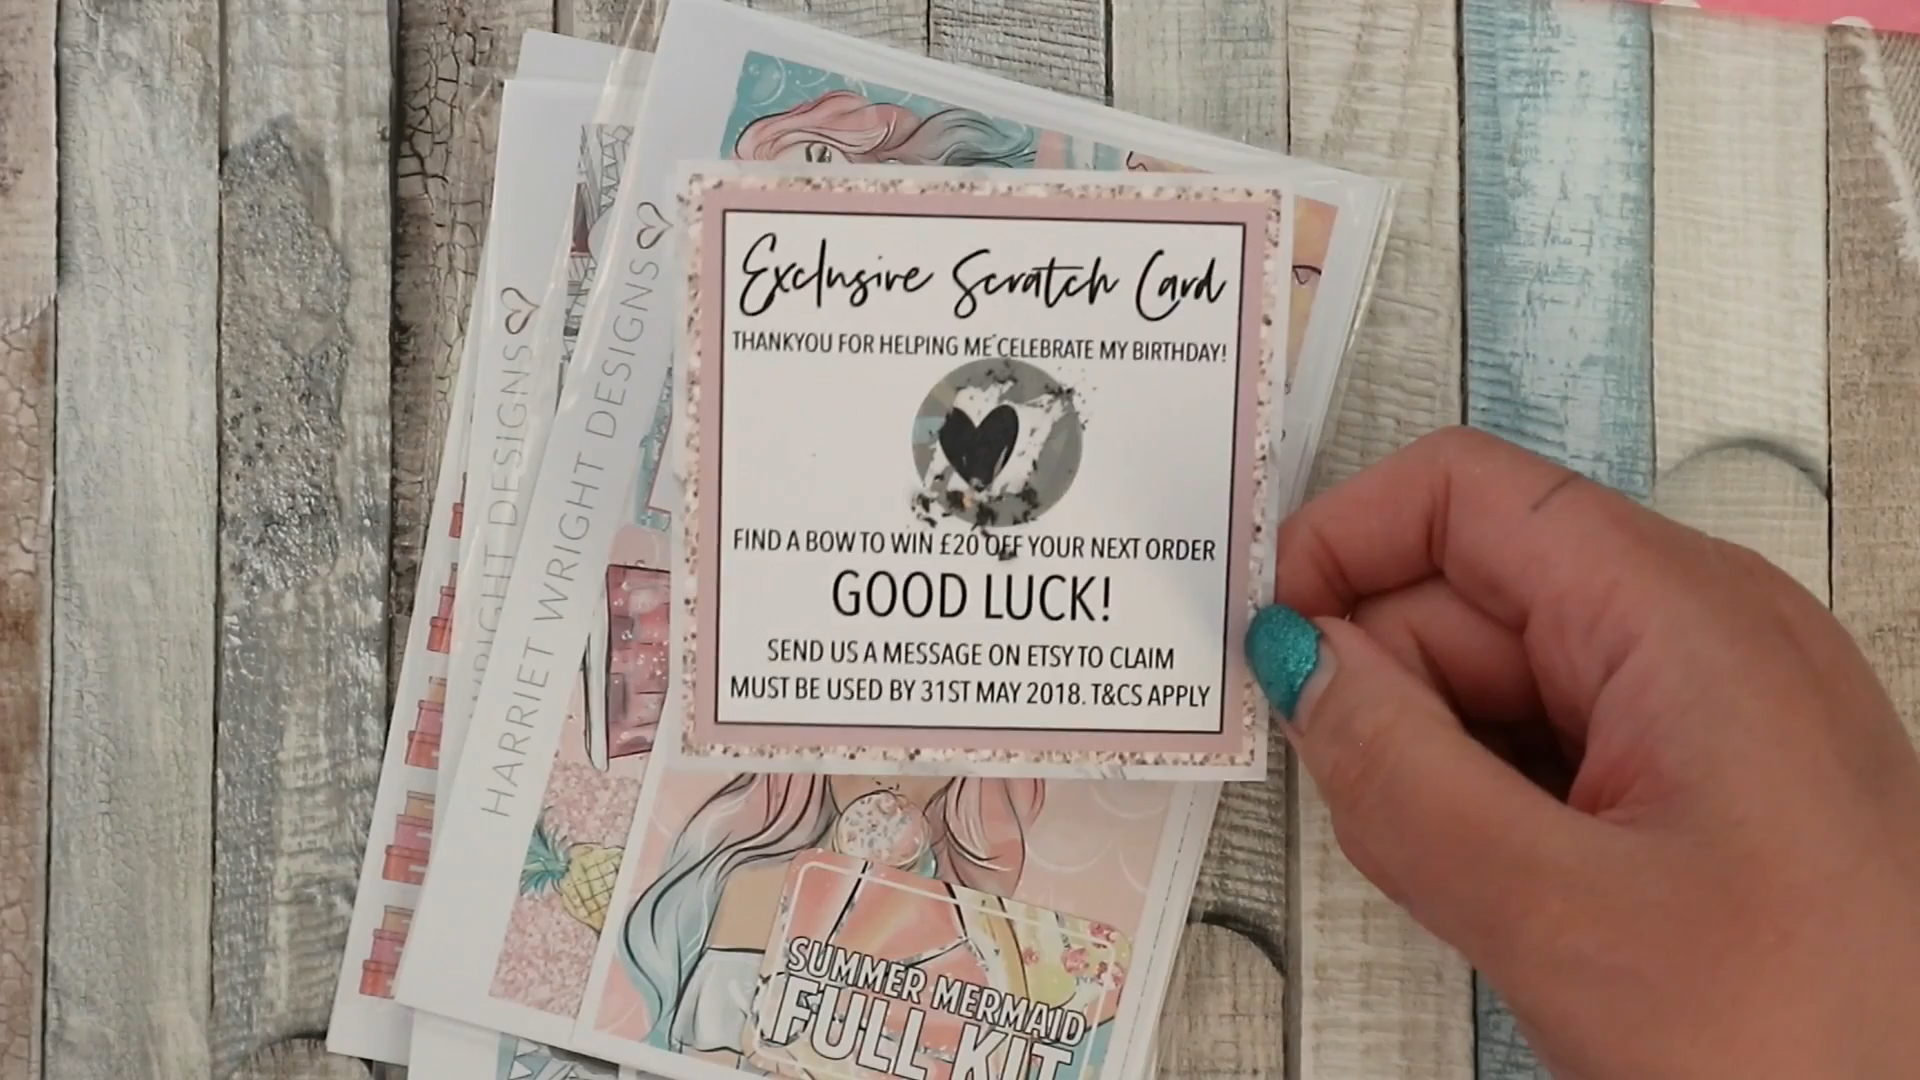 Exclusive Scratch Card
THANKYOU FOR HELPING ME CELEBRATE MY BIRTHDAY!
FIND A BOW TO WIN £20 OFF YOUR NEXT ORDER
GOOD LUCK!
SEND US A MESSAGE ON ETSY TO CLAIM
MUST BE USED BY 31ST MAY 2018. T&CS APPLY
HARRIET WRIGHT DESIGNS
WRIGHT DESIGNS
SUMMER MERMAID
FULL KIT